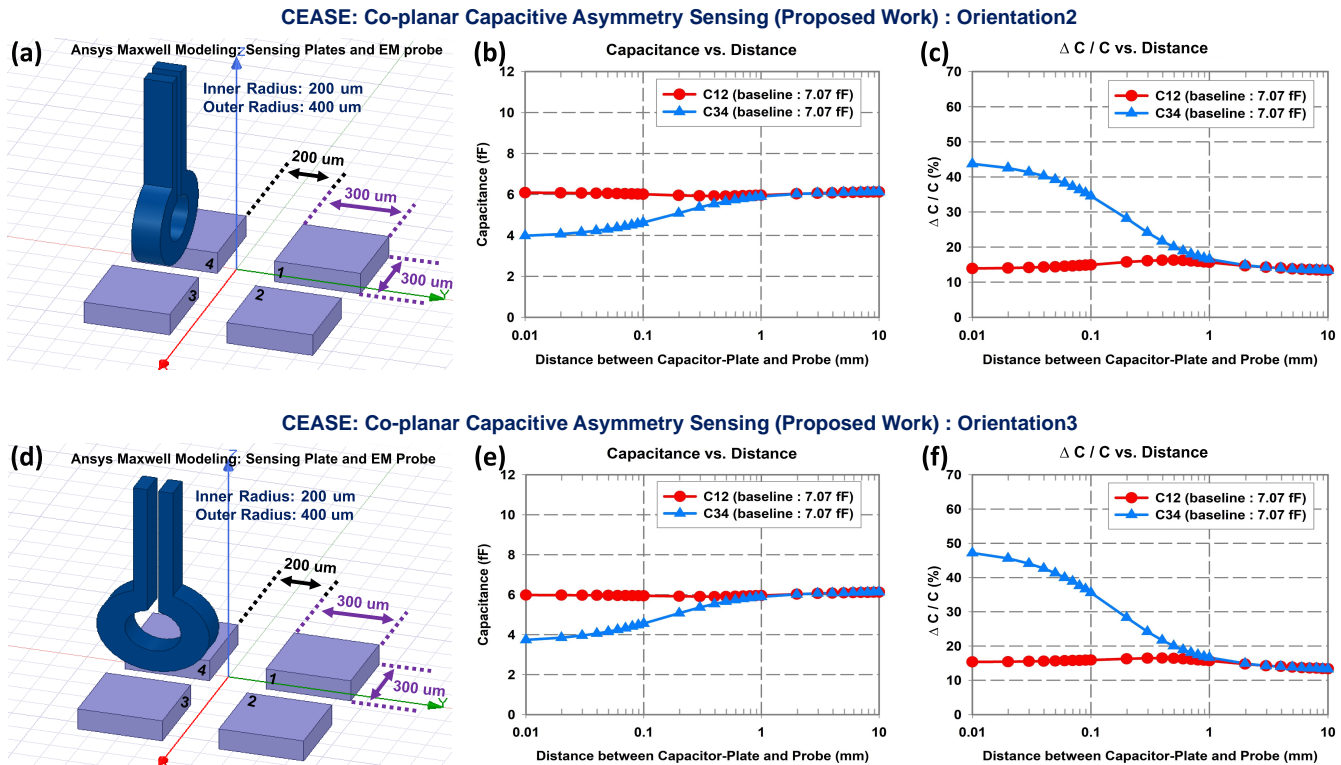 CEASE: Co-planar Capacitive Asymmetry Sensing (Proposed Work) : Orientation2
(a)
Ansys Maxwell Modeling: Sensing Plates and EM probe
Z
Inner Radius: 200 um
Outer Radius: 400 um
200 um
300 um
300 um
4
1
3
2
Y
X
(b)
Capacitance vs. Distance
C12 (baseline : 7.07 fF)
C34 (baseline : 7.07 fF)
Capacitance (fF)
12
10
8
6
4
2
0
0.01
0.1
1
10
Distance between Capacitor-Plate and Probe (mm)
(c)
Δ C / C vs. Distance
C12 (baseline : 7.07 fF)
C34 (baseline : 7.07 fF)
Δ C / C (%)
70
60
50
40
30
20
10
0
0.01
0.1
1
10
Distance between Capacitor-Plate and Probe (mm)
CEASE: Co-planar Capacitive Asymmetry Sensing (Proposed Work) : Orientation3
(d)
Ansys Maxwell Modeling: Sensing Plate and EM Probe
Z
Inner Radius: 200 um
Outer Radius: 400 um
200 um
300 um
300 um
4
1
3
2
Y
X
(e)
Capacitance vs. Distance
C12 (baseline : 7.07 fF)
C34 (baseline : 7.07 fF)
Capacitance (fF)
12
10
8
6
4
2
0
0.01
0.1
1
10
Distance between Capacitor-Plate and Probe (mm)
(f)
Δ C / C vs. Distance
C12 (baseline : 7.07 fF)
C34 (baseline : 7.07 fF)
Δ C / C (%)
70
60
50
40
30
20
10
0
0.01
0.1
1
10
Distance between Capacitor-Plate and Probe (mm)